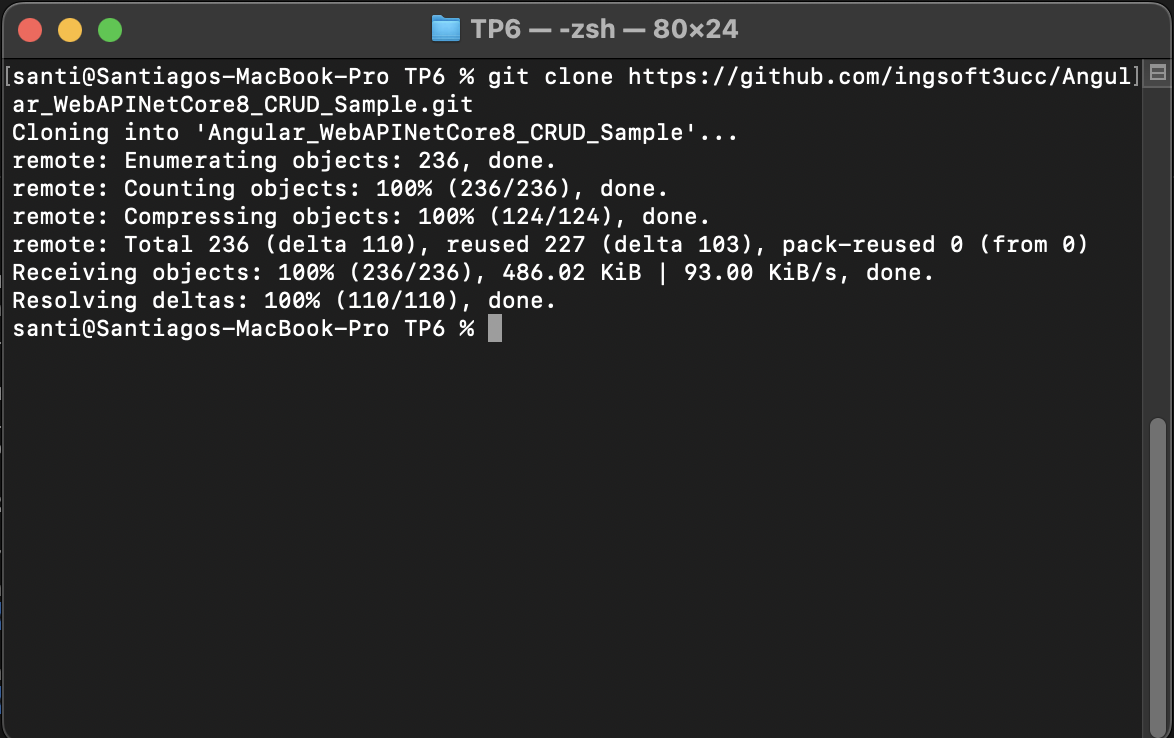 TP6 — -zsh — 80×24
[santi@Santiagos-MacBook-Pro TP6 % git clone https://github.com/ingsoft3ucc/Angul]
ar_WebAPINetCore8_CRUD_Sample.git
Cloning into 'Angular_WebAPINetCore8_CRUD_Sample'...
remote: Enumerating objects: 236, done.
remote: Counting objects: 100% (236/236), done.
remote: Compressing objects: 100% (124/124), done.
remote: Total 236 (delta 110), reused 227 (delta 103), pack-reused 0 (from 0)
Receiving objects: 100% (236/236), 486.02 KiB | 93.00 KiB/s, done.
Resolving deltas: 100% (110/110), done.
santi@Santiagos-MacBook-Pro TP6 %